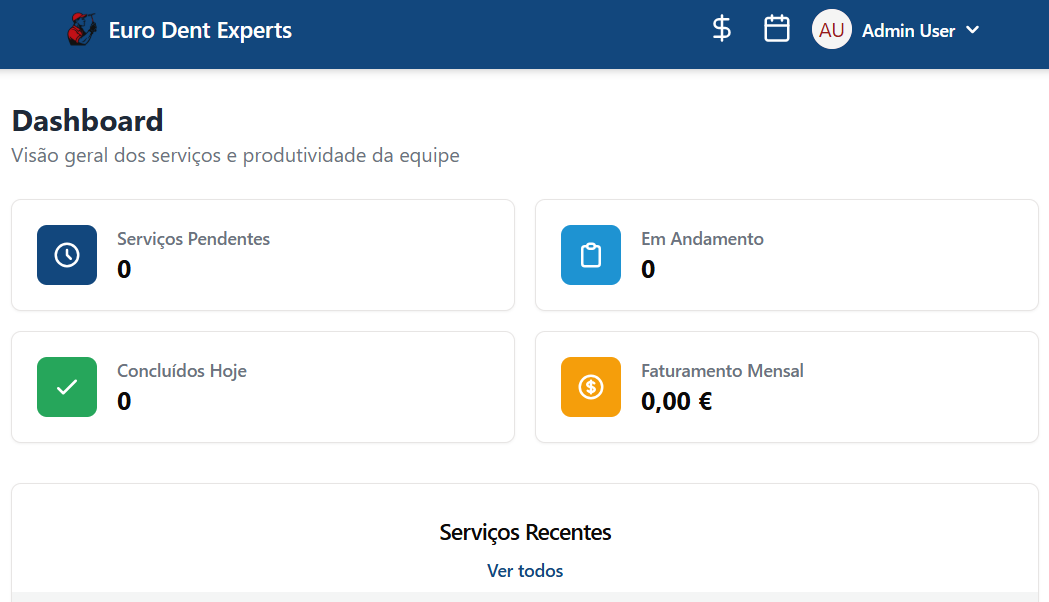 Euro Dent Experts
$
AU
Admin User
Dashboard
Visão geral dos serviços e produtividade da equipe
Serviços Pendentes
0
Em Andamento
0
Concluídos Hoje
0
$
Faturamento Mensal
0,00 €
Serviços Recentes
Ver todos